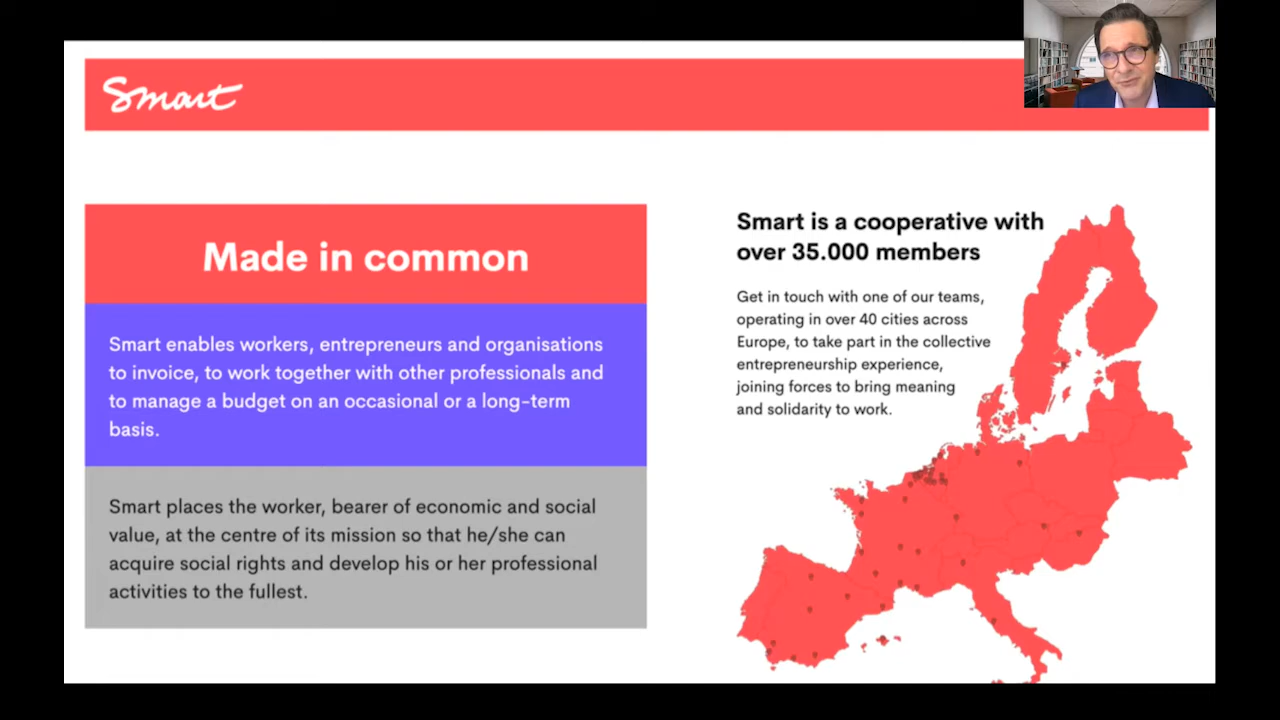 Smart
Made in common
Smart enables workers, entrepreneurs and organisations
to invoice, to work together with other professionals and
to manage a budget on an occasional or a long-term
basis.
Smart places the worker, bearer of economic and social
value, at the centre of its mission so that he/she can
acquire social rights and develop his or her professional
activities to the fullest.
Smart is a cooperative with
over 35.000 members
Get in touch with one of our teams,
operating in over 40 cities across
Europe, to take part in the collective
entrepreneurship experience,
joining forces to bring meaning
and solidarity to work.